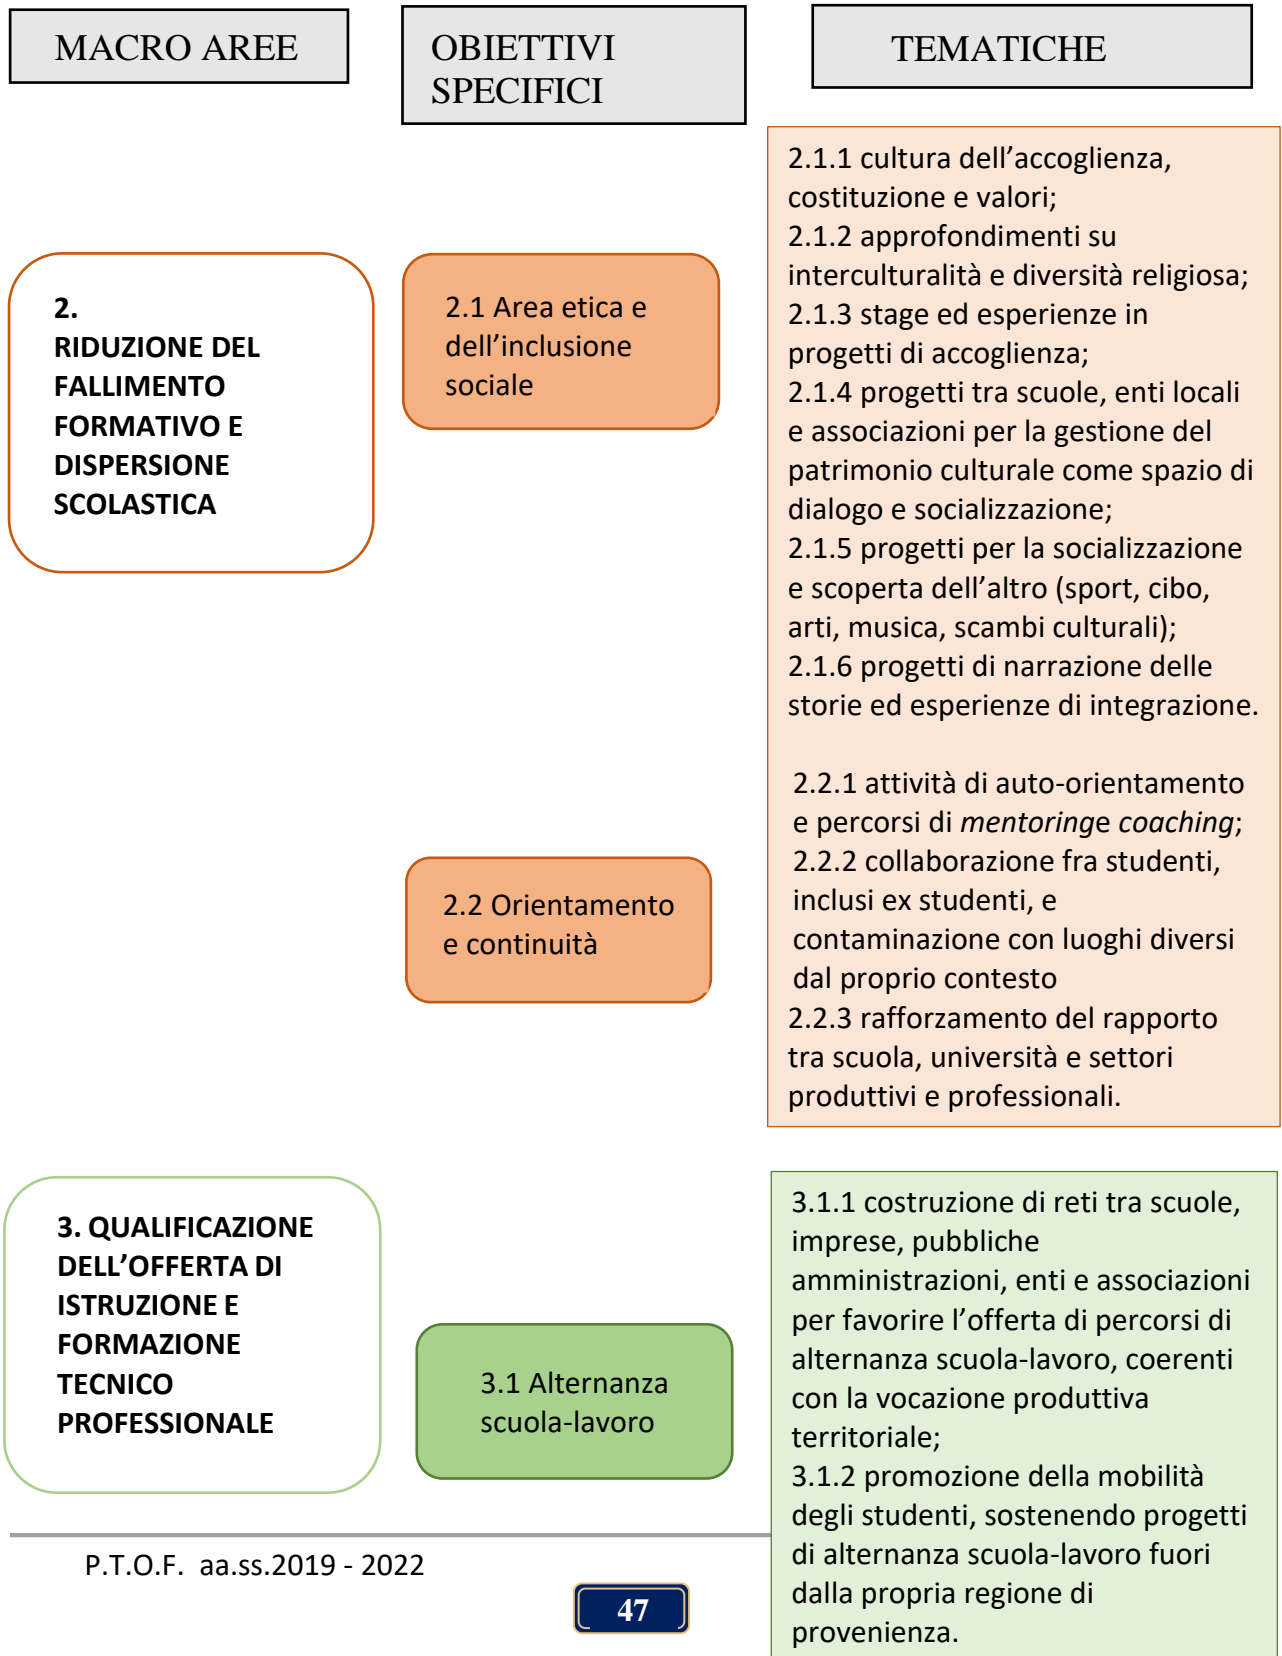 MACRO AREE
OBIETTIVI
SPECIFICI
TEMATICHE
2.
RIDUZIONE DEL
FALLIMENTO
FORMATIVO E
DISPERSIONE
SCOLASTICA
2.1 Area etica e
dell’inclusione
sociale
2.1.1 cultura dell’accoglienza,
costituzione e valori;
2.1.2 approfondimenti su
interculturalità e diversità religiosa;
2.1.3 stage ed esperienze in
progetti di accoglienza;
2.1.4 progetti tra scuole, enti locali
e associazioni per la gestione del
patrimonio culturale come spazio di
dialogo e socializzazione;
2.1.5 progetti per la socializzazione
e scoperta dell’altro (sport, cibo,
arti, musica, scambi culturali);
2.1.6 progetti di narrazione delle
storie ed esperienze di integrazione.
2.2 Orientamento
e continuità
2.2.1 attività di auto-orientamento
e percorsi di mentoringe coaching;
2.2.2 collaborazione fra studenti,
inclusi ex studenti, e
contaminazione con luoghi diversi
dal proprio contesto
2.2.3 rafforzamento del rapporto
tra scuola, università e settori
produttivi e professionali.
3. QUALIFICAZIONE
DELL’OFFERTA DI
ISTRUZIONE E
FORMAZIONE
TECNICO
PROFESSIONALE
3.1 Alternanza
scuola-lavoro
3.1.1 costruzione di reti tra scuole,
imprese, pubbliche
amministrazioni, enti e associazioni
per favorire l’offerta di percorsi di
alternanza scuola-lavoro, coerenti
con la vocazione produttiva
territoriale;
3.1.2 promozione della mobilità
degli studenti, sostenendo progetti
di alternanza scuola-lavoro fuori
dalla propria regione di
provenienza.
P.T.O.F. aa.ss.2019 - 2022
47